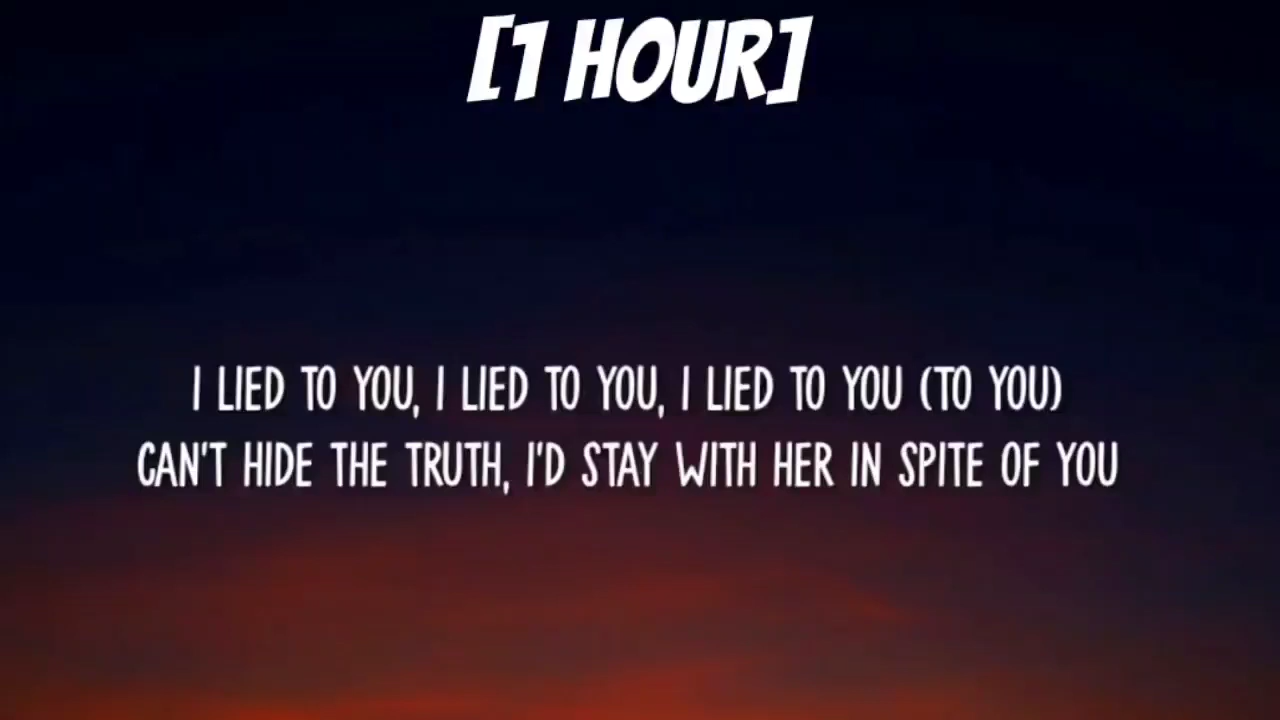 [1 HOUR]
I LIED TO YOU, I LIED TO YOU, I LIED TO YOU (TO YOU)
CAN'T HIDE THE TRUTH, I'D STAY WITH HER IN SPITE OF YOU